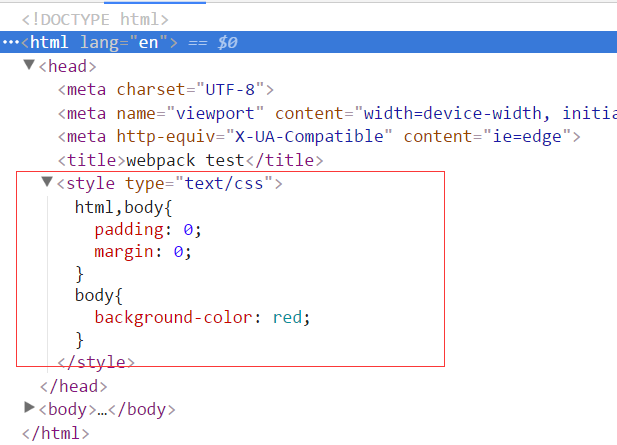 <!DOCTYPE html>
…<html lang="en"> == $0
▼<head>
<meta charset="UTF-8">
<meta name="viewport" content="width=device-width, initia
<meta http-equiv="X-UA-Compatible" content="ie=edge">
<title>webpack test</title>
▼<style type="text/css">
html,body{
padding: 0;
margin: 0;
}
body{
background-color: red;
}
</style>
</head>
▶<body>…</body>
</html>